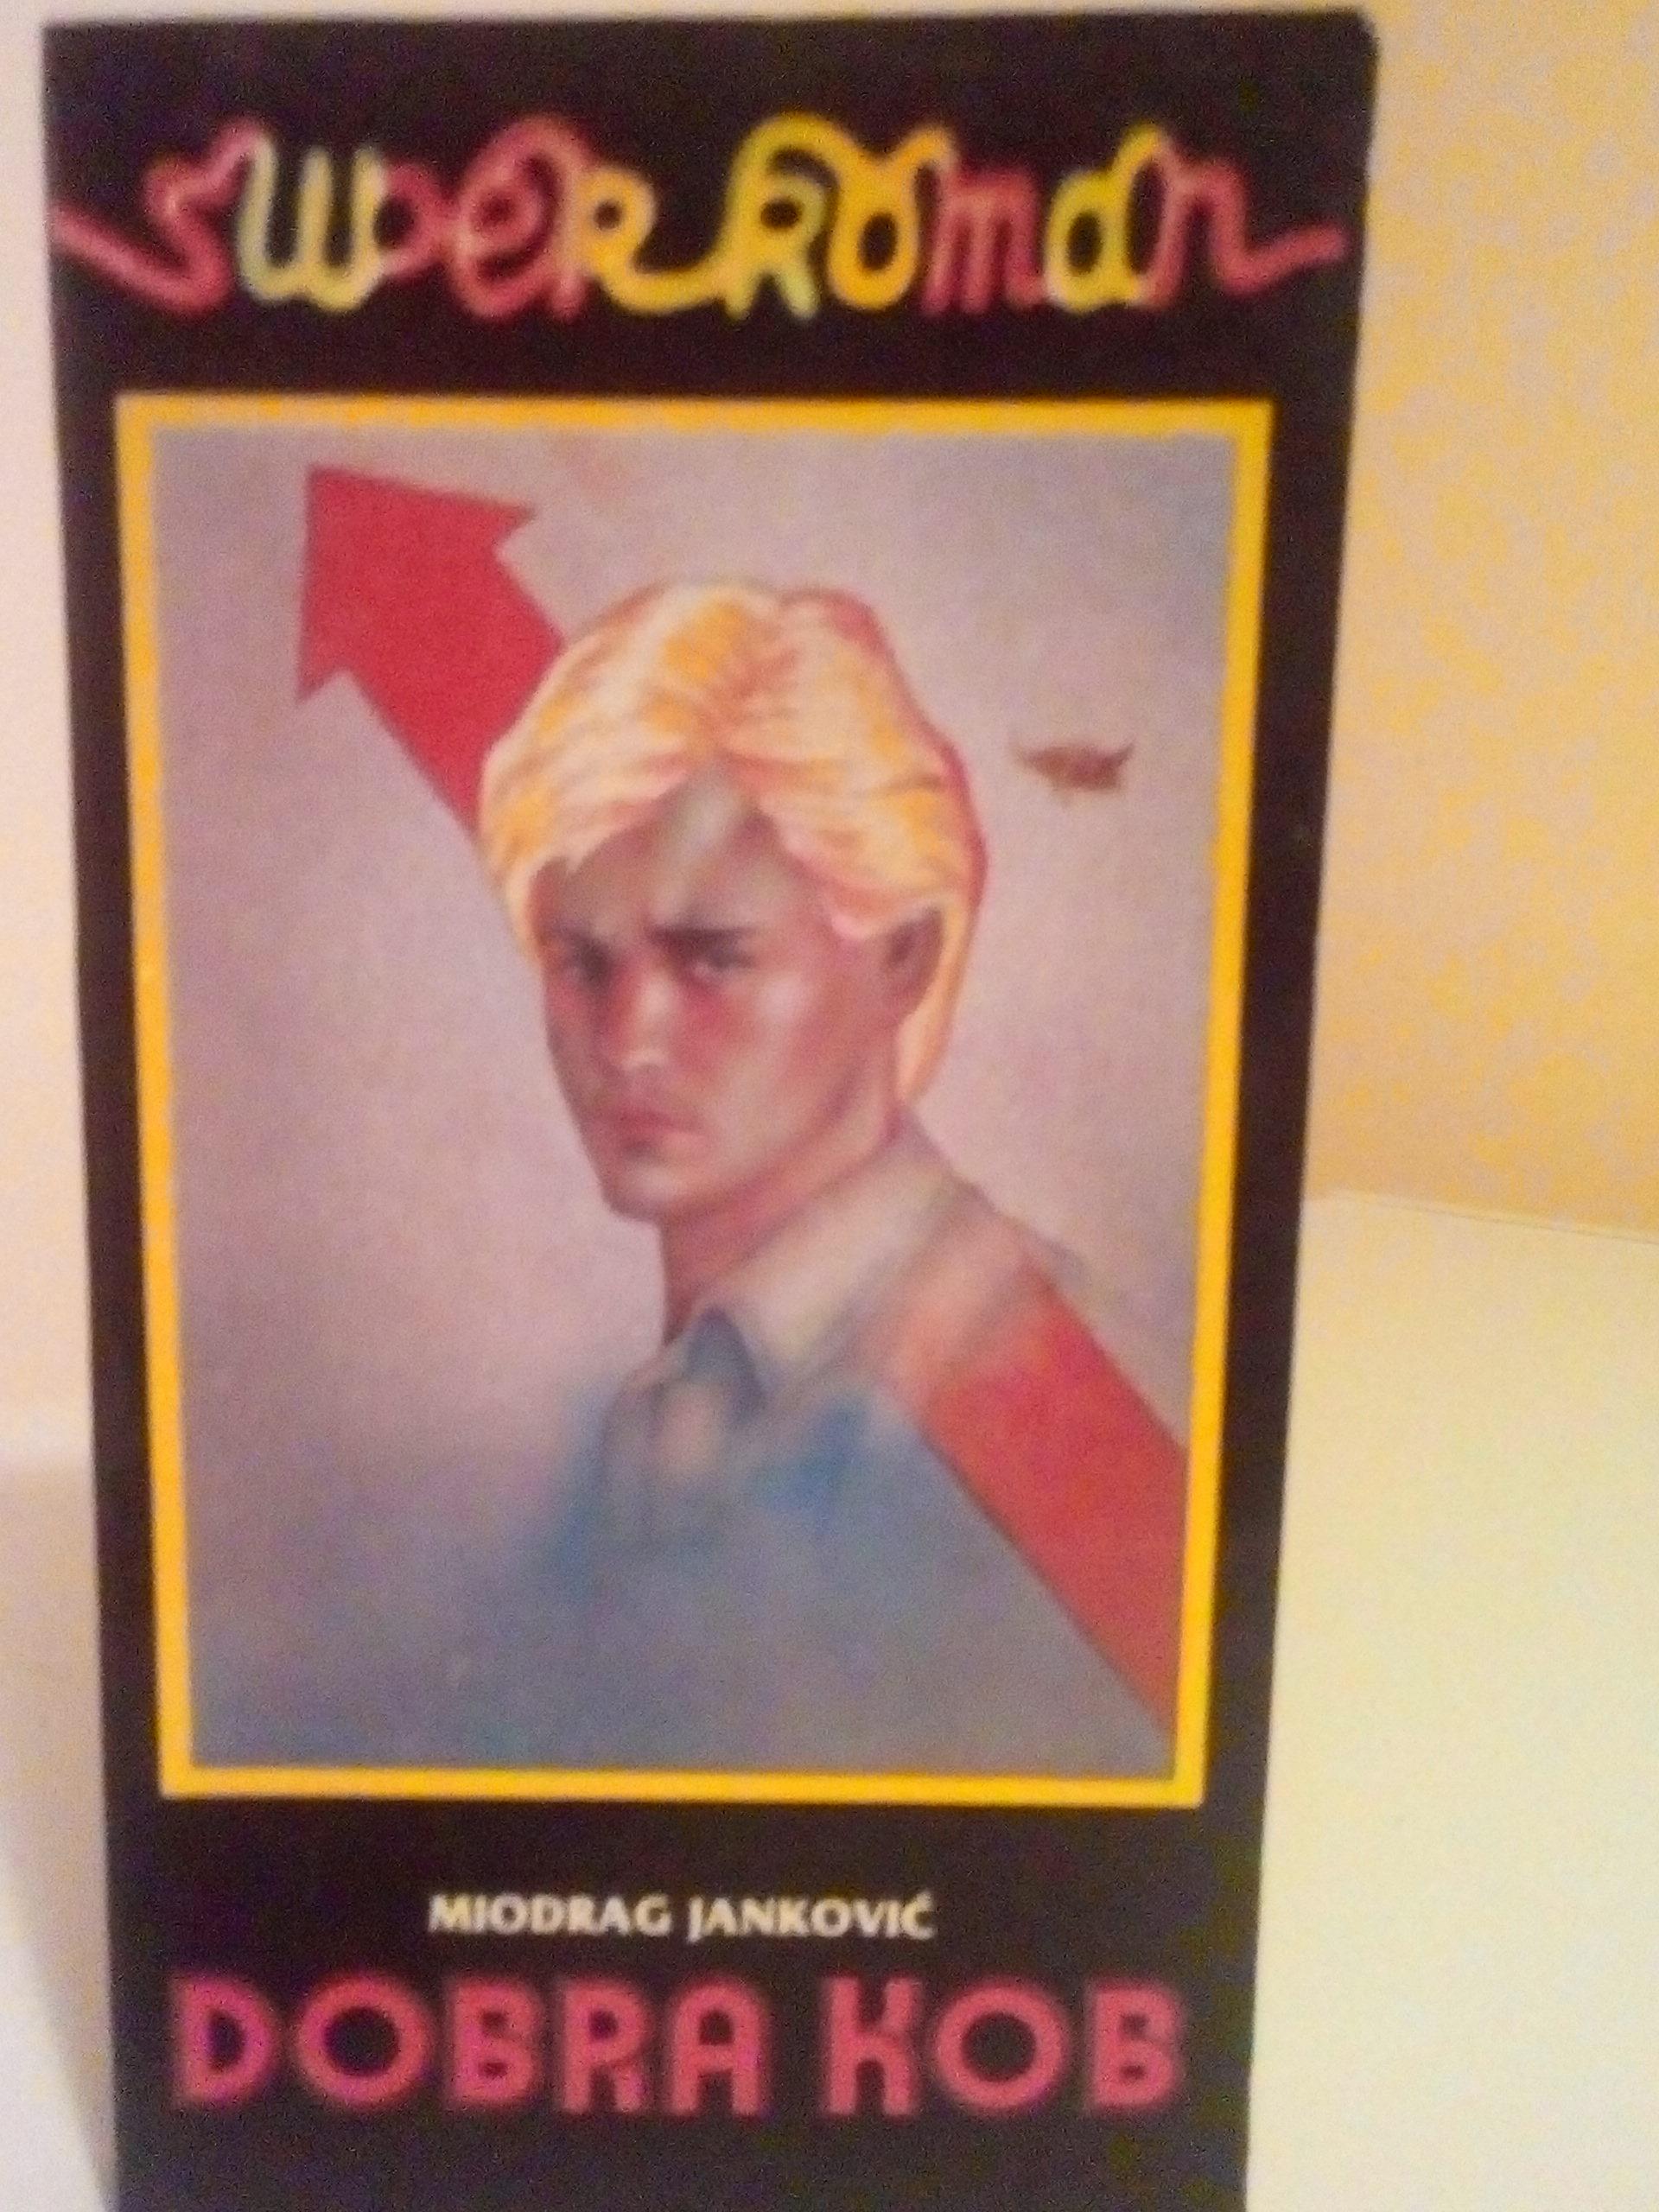 super roman
MIODRAG JANKOVIĆ
DOBRA KOB